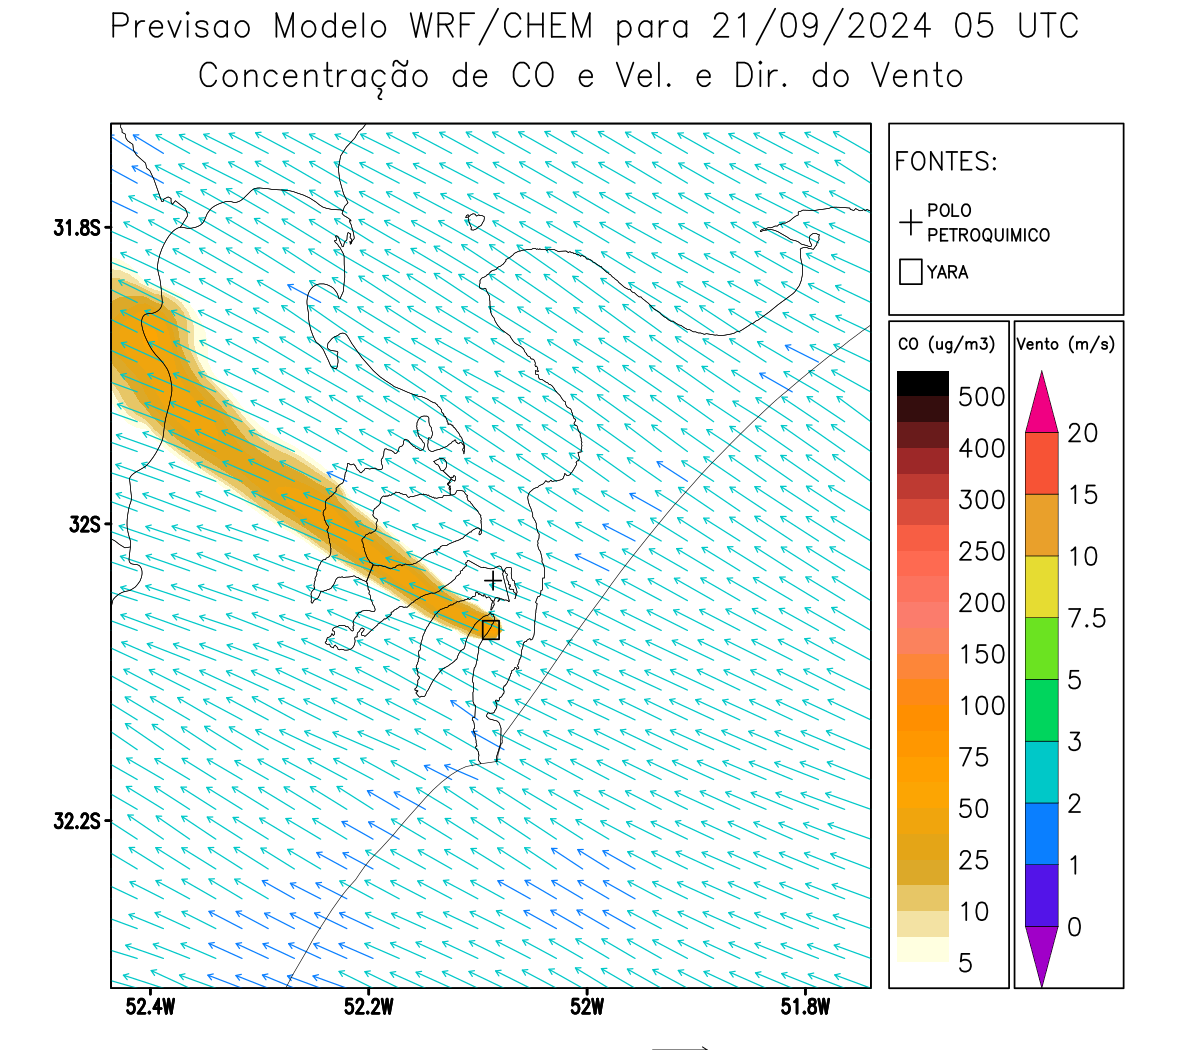 Previsao Modelo WRF/CHEM para 21/09/2024 05 UTC
Concentração de CO e Vel. e Dir. do Vento
FONTES:
POLO
PETROQUIMICO
YARA
CO (ug/m3)
500
400
300
250
200
150
100
75
50
25
10
5
Vento (m/s)
20
15
10
7.5
5
3
2
1
0
31.8S
32S
32.2S
52.4W
52.2W
52W
51.8W